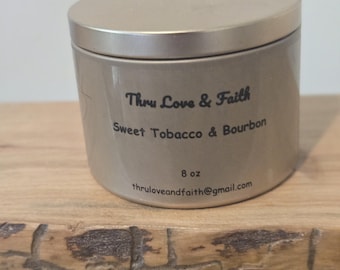 Thru Love & Faith
Sweet Tobacco & Bourbon
8 oz
thruloveandfaith@gmail.com